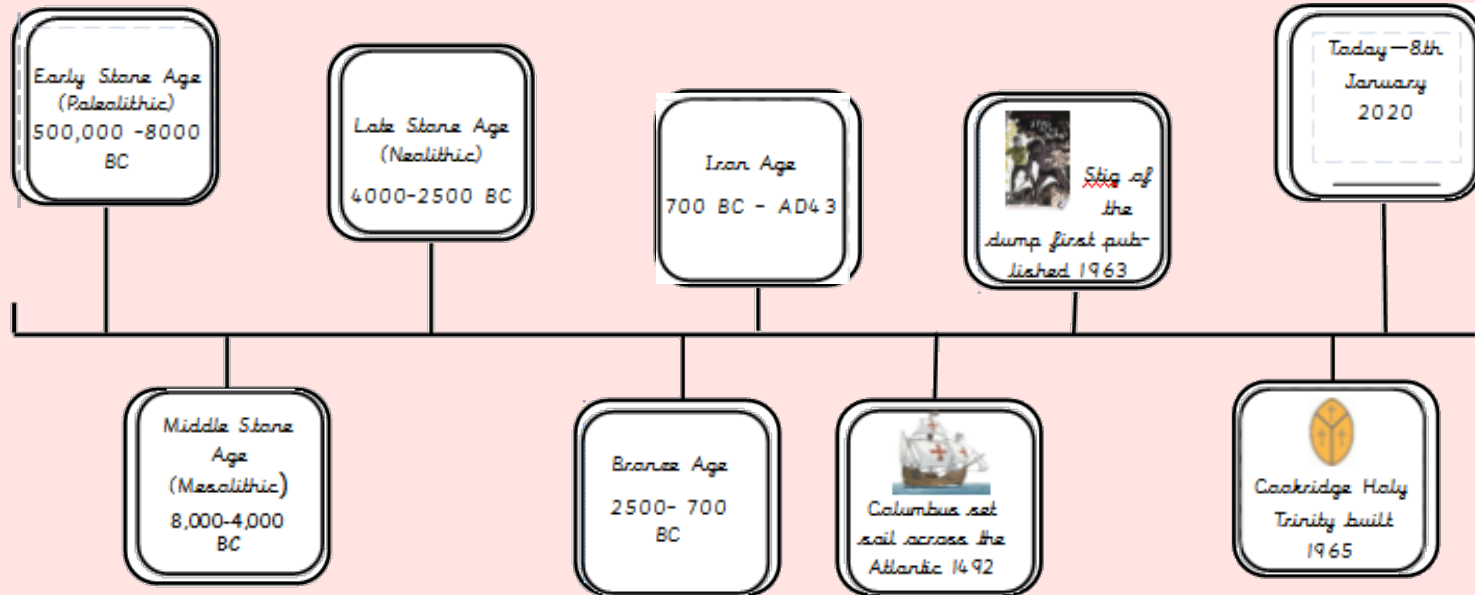 Early Stone Age
(Paleolithic)
500,000 -8000
BC
Middle Stone
Age
(Mesolithic)
8,000-4,000
BC
Late Stone Age
(Neolithic)
4000-2500 BC
Bronze Age
2500- 700
BC
Iron Age
700 BC - AD43
Columbus set
sail across the
Atlantic 1492
Stig of
the
dump first pub-
lished 1963
Cookridge Holy
Trinity built
1965
Today—8th
January
2020